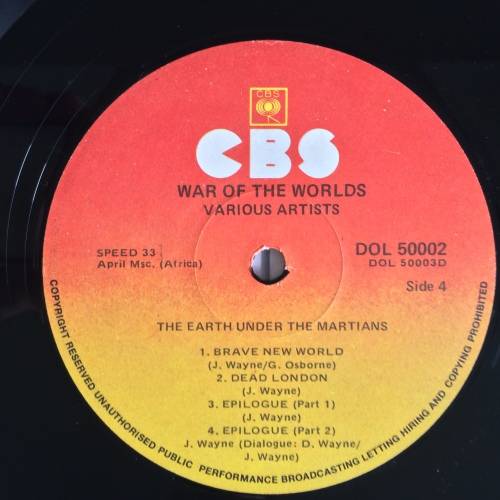 CBS
CBS
WAR OF THE WORLDS
VARIOUS ARTISTS
SPEED 33
April Msc. (Africa)
DOL 50002
DOL 50003D
Side 4
THE EARTH UNDER THE MARTIANS
1. BRAVE NEW WORLD
(J. Wayne/G. Osborne)
2. DEAD LONDON
(J. Wayne)
3. EPILOGUE (Part 1)
(J. Wayne)
4. EPILOGUE (Part 2)
J. Wayne (Dialogue: D. Wayne/
J. Wayne)
COPYRIGHT RESERVED UNAUTHORISED PUBLIC PERFORMANCE BROADCASTING LETTING HIRING AND COPYING PROHIBITED